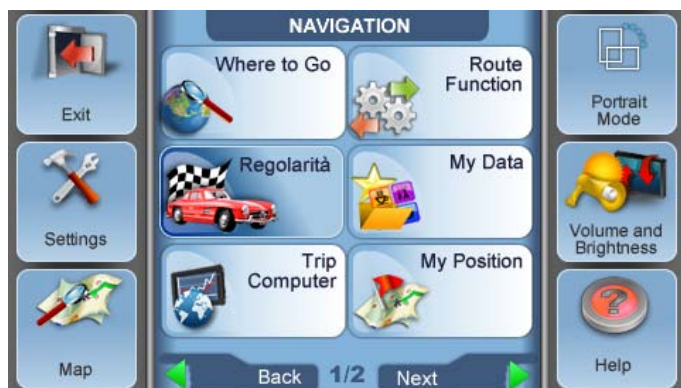 NAVIGATION
Exit
Where to Go
Route
Function
Portrait
Mode
Settings
Regolarità
My Data
Volume and
Brightness
Map
Trip
Computer
My Position
Help
Back 1/2 Next